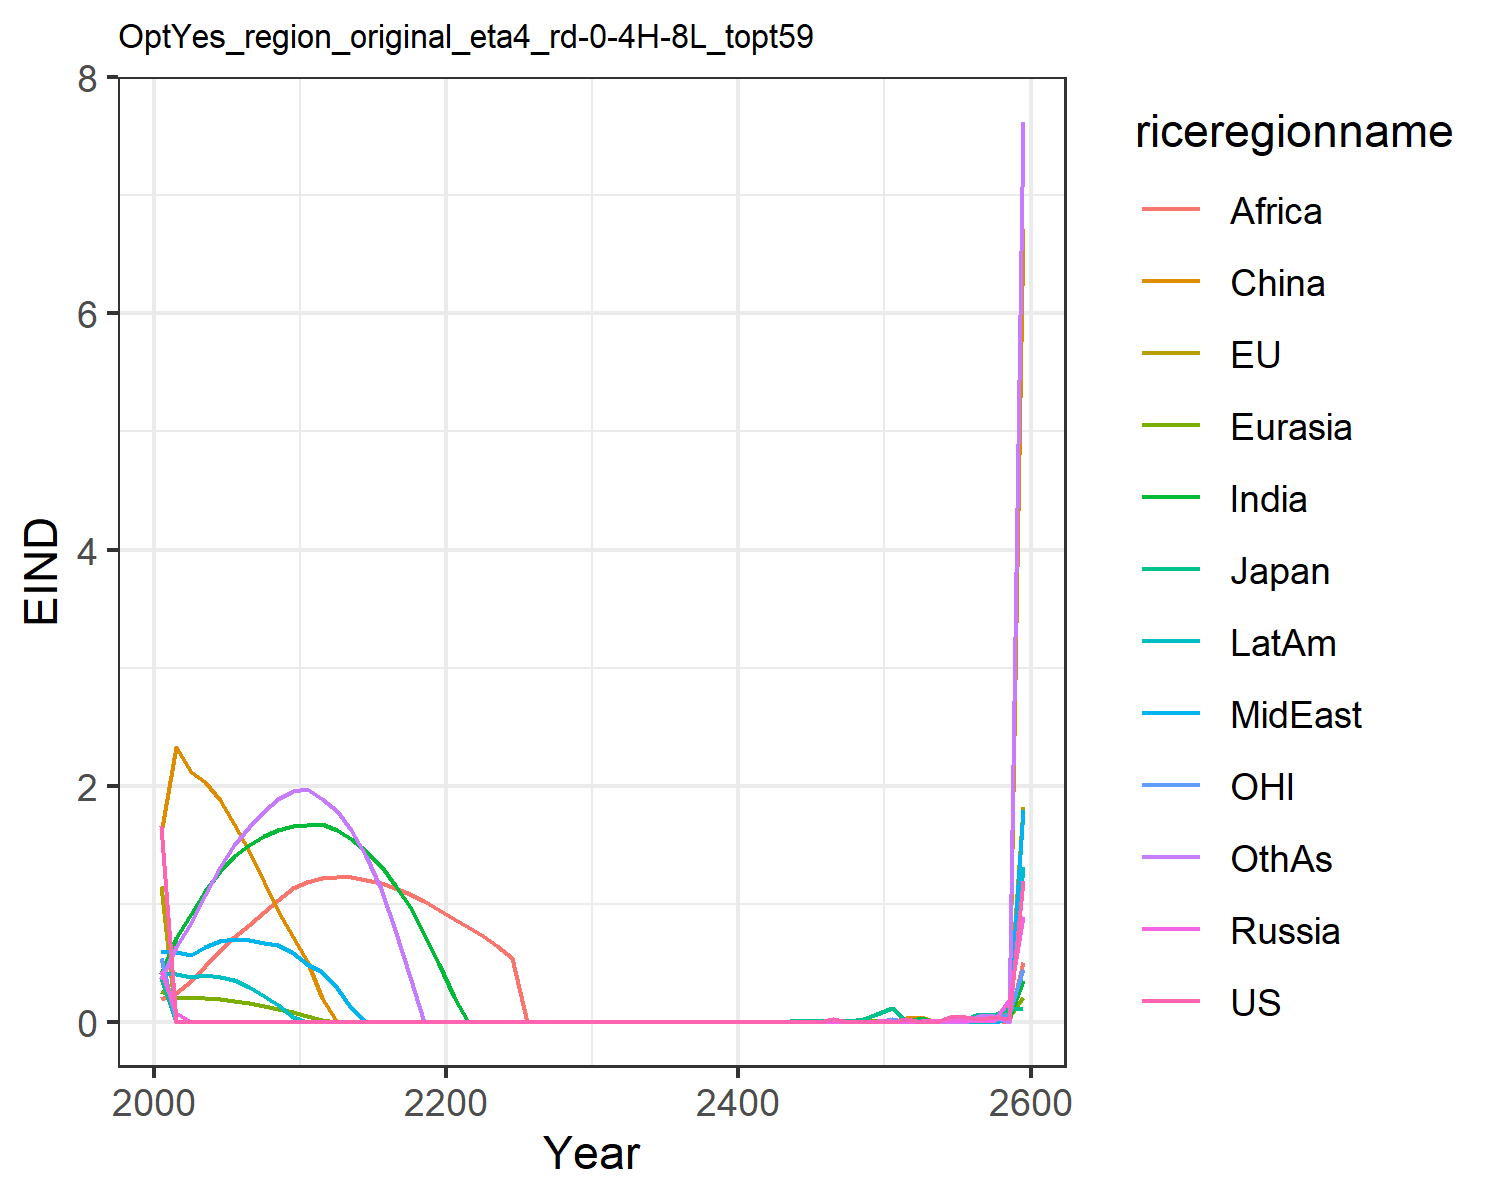 OptYes_region_original_eta4_rd-0-4H-8L_topt59
8
6
4
2
0
EIND
2000 2200 2400 2600
Year
riceregionname
Africa
China
EU
Eurasia
India
Japan
LatAm
MidEast
OHI
OthAs
Russia
US